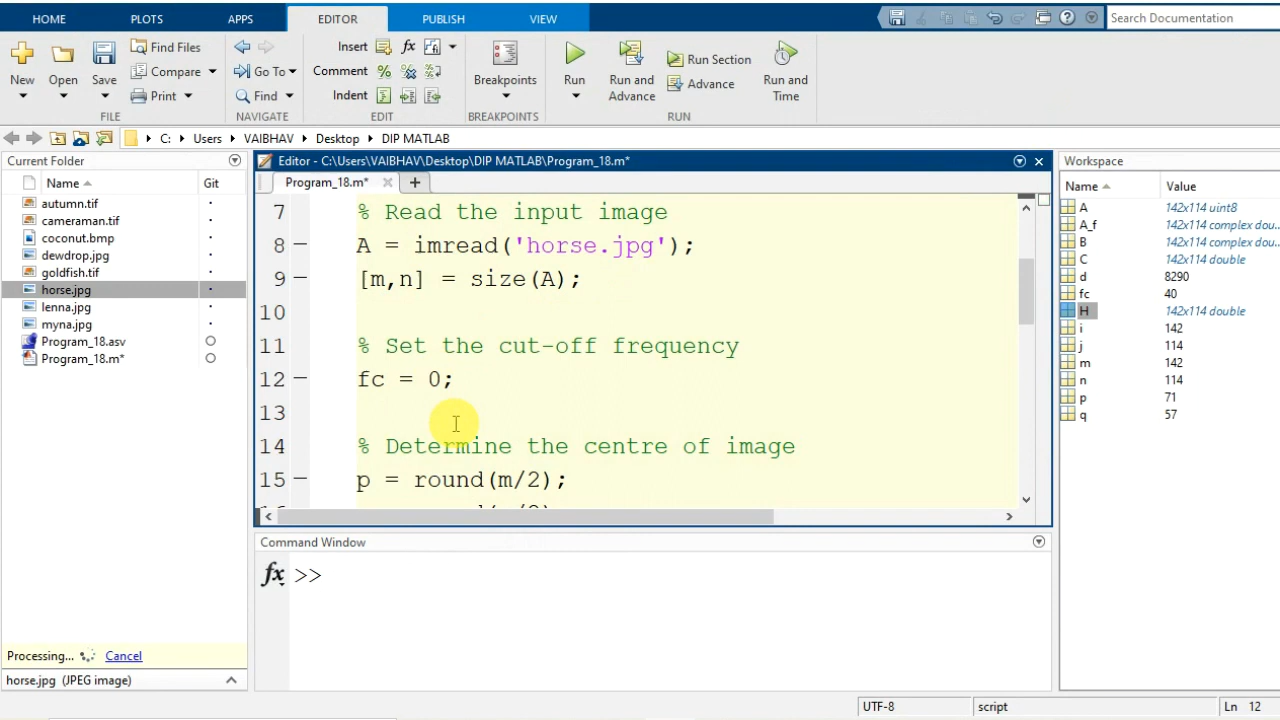 HOME PLOTS APPS EDITOR PUBLISH VIEW Search Documentation
New Open Save Find Files Compare Print
Insert fx Comment Indent
Go To Find
Breakpoints Run Run and Advance Run Section Advance Run and Time
FILE NAVIGATE EDIT BREAKPOINTS RUN
C: Users VAIBHAV Desktop DIP MATLAB
Current Folder
Name Git
autumn.tif
cameraman.tif
coconut.bmp
dewdrop.jpg
goldfish.tif
horse.jpg
lenna.jpg
myna.jpg
Program_18.asv
Program_18.m*
Processing... Cancel
horse.jpg (JPEG image)
Editor - C:\Users\VAIBHAV\Desktop\DIP MATLAB\Program_18.m*
Program_18.m*
7 % Read the input image
8 A = imread('horse.jpg');
9 [m,n] = size(A);
10
11 % Set the cut-off frequency
12 fc = 0;
13
14 % Determine the centre of image
15 p = round(m/2);
Command Window
fx >>
Workspace
Name Value
A 142x114 uint8
A_f 142x114 complex dou...
B 142x114 complex dou...
C 142x114 double
d 8290
fc 40
H 142x114 double
i 142
j 114
m 142
n 114
p 71
q 57
UTF-8 script Ln 12